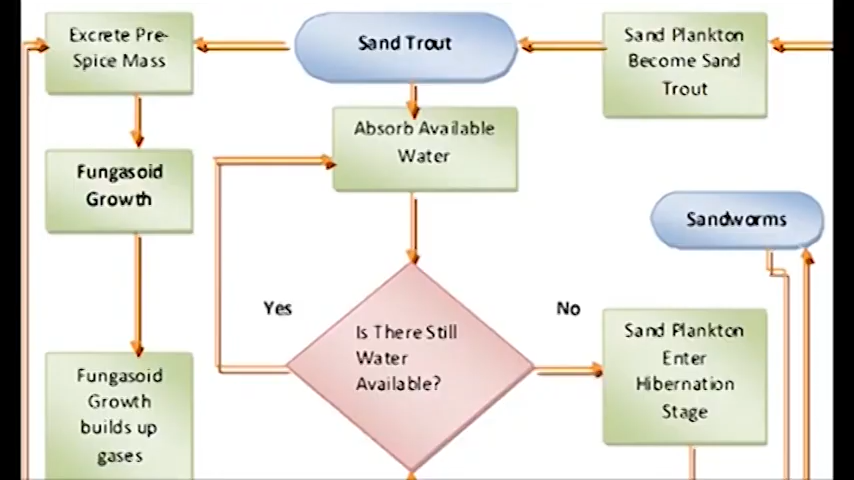 Excrete Pre-
Spice Mass
Sand Trout
Sand Plankton
Become Sand
Trout
Absorb Available
Water
Fungasoid
Growth
Sandworms
Yes
No
Is There Still
Water
Available?
Sand Plankton
Enter
Hibernation
Stage
Fungasoid
Growth
builds up
gases